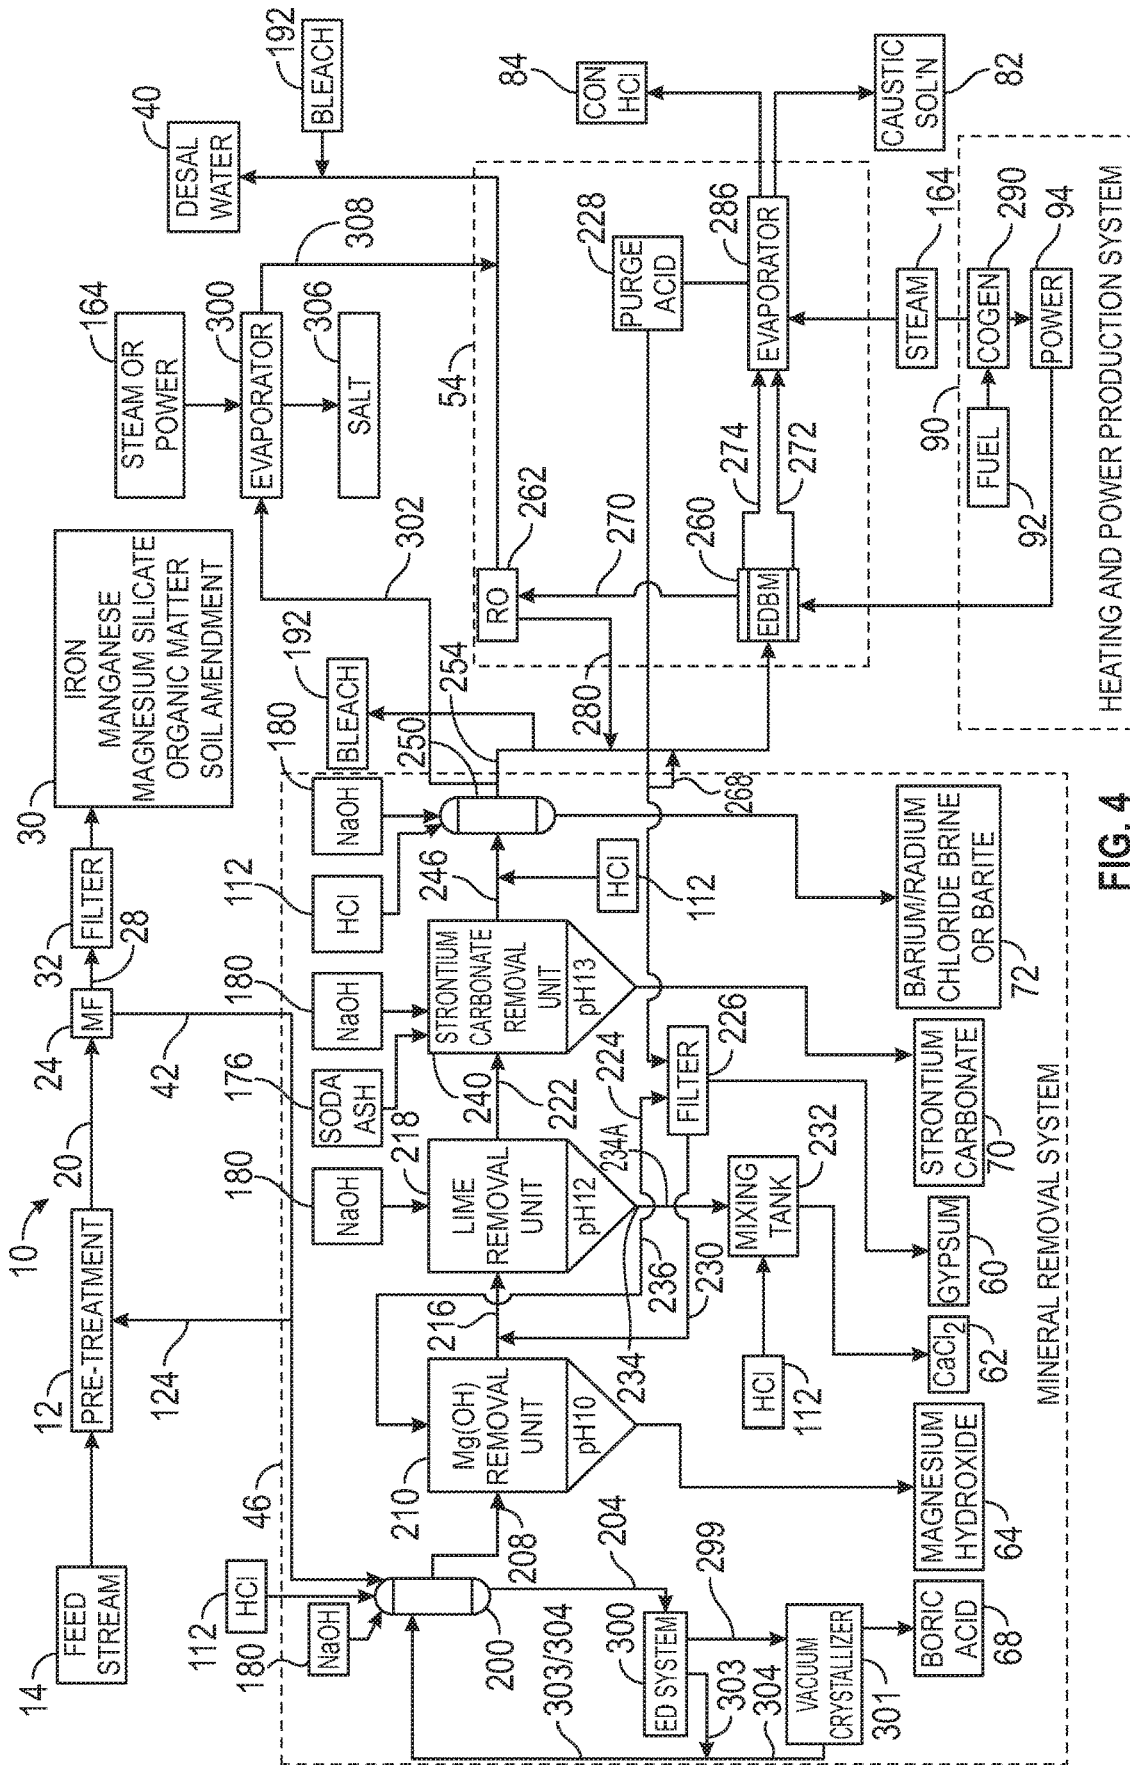 10
14
FEED
STREAM
12
PRE-TREATMENT
20
24
MF
28
32
FILTER
30
IRON
MANGANESE
MAGNESIUM SILICATE
ORGANIC MATTER
SOIL AMENDMENT
124
42
46
164
STEAM OR
POWER
300
EVAPORATOR
306
SALT
302
308
40
DESAL
WATER
192
BLEACH
112
HCl
180
NaOH
200
208
204
300
ED SYSTEM
299
303
304
303/304
VACUUM
CRYSTALLIZER
301
BORIC
ACID
68
210
Mg(OH)
REMOVAL
UNIT
pH10
216
MAGNESIUM
HYDROXIDE
64
180
NaOH
218
LIME
REMOVAL
UNIT
pH12
222
234
234A
236
230
224
226
FILTER
MIXING
TANK
232
HCl
112
CaCl2
62
GYPSUM
60
176
SODA
ASH
180
NaOH
240
STRONTIUM
CARBONATE
REMOVAL
UNIT
pH13
246
STRONTIUM
CARBONATE
70
112
HCl
180
NaOH
HCl
112
250
254
192
BLEACH
268
BARIUM/RADIUM
CHLORIDE BRINE
OR BARITE
72
MINERAL REMOVAL SYSTEM
54
RO
262
280
270
260
EDBM
274
272
228
PURGE
ACID
286
EVAPORATOR
84
CON
HCl
CAUSTIC
SOL'N
82
90
STEAM
164
FUEL
92
COGEN
290
POWER
94
HEATING AND POWER PRODUCTION SYSTEM
FIG. 4